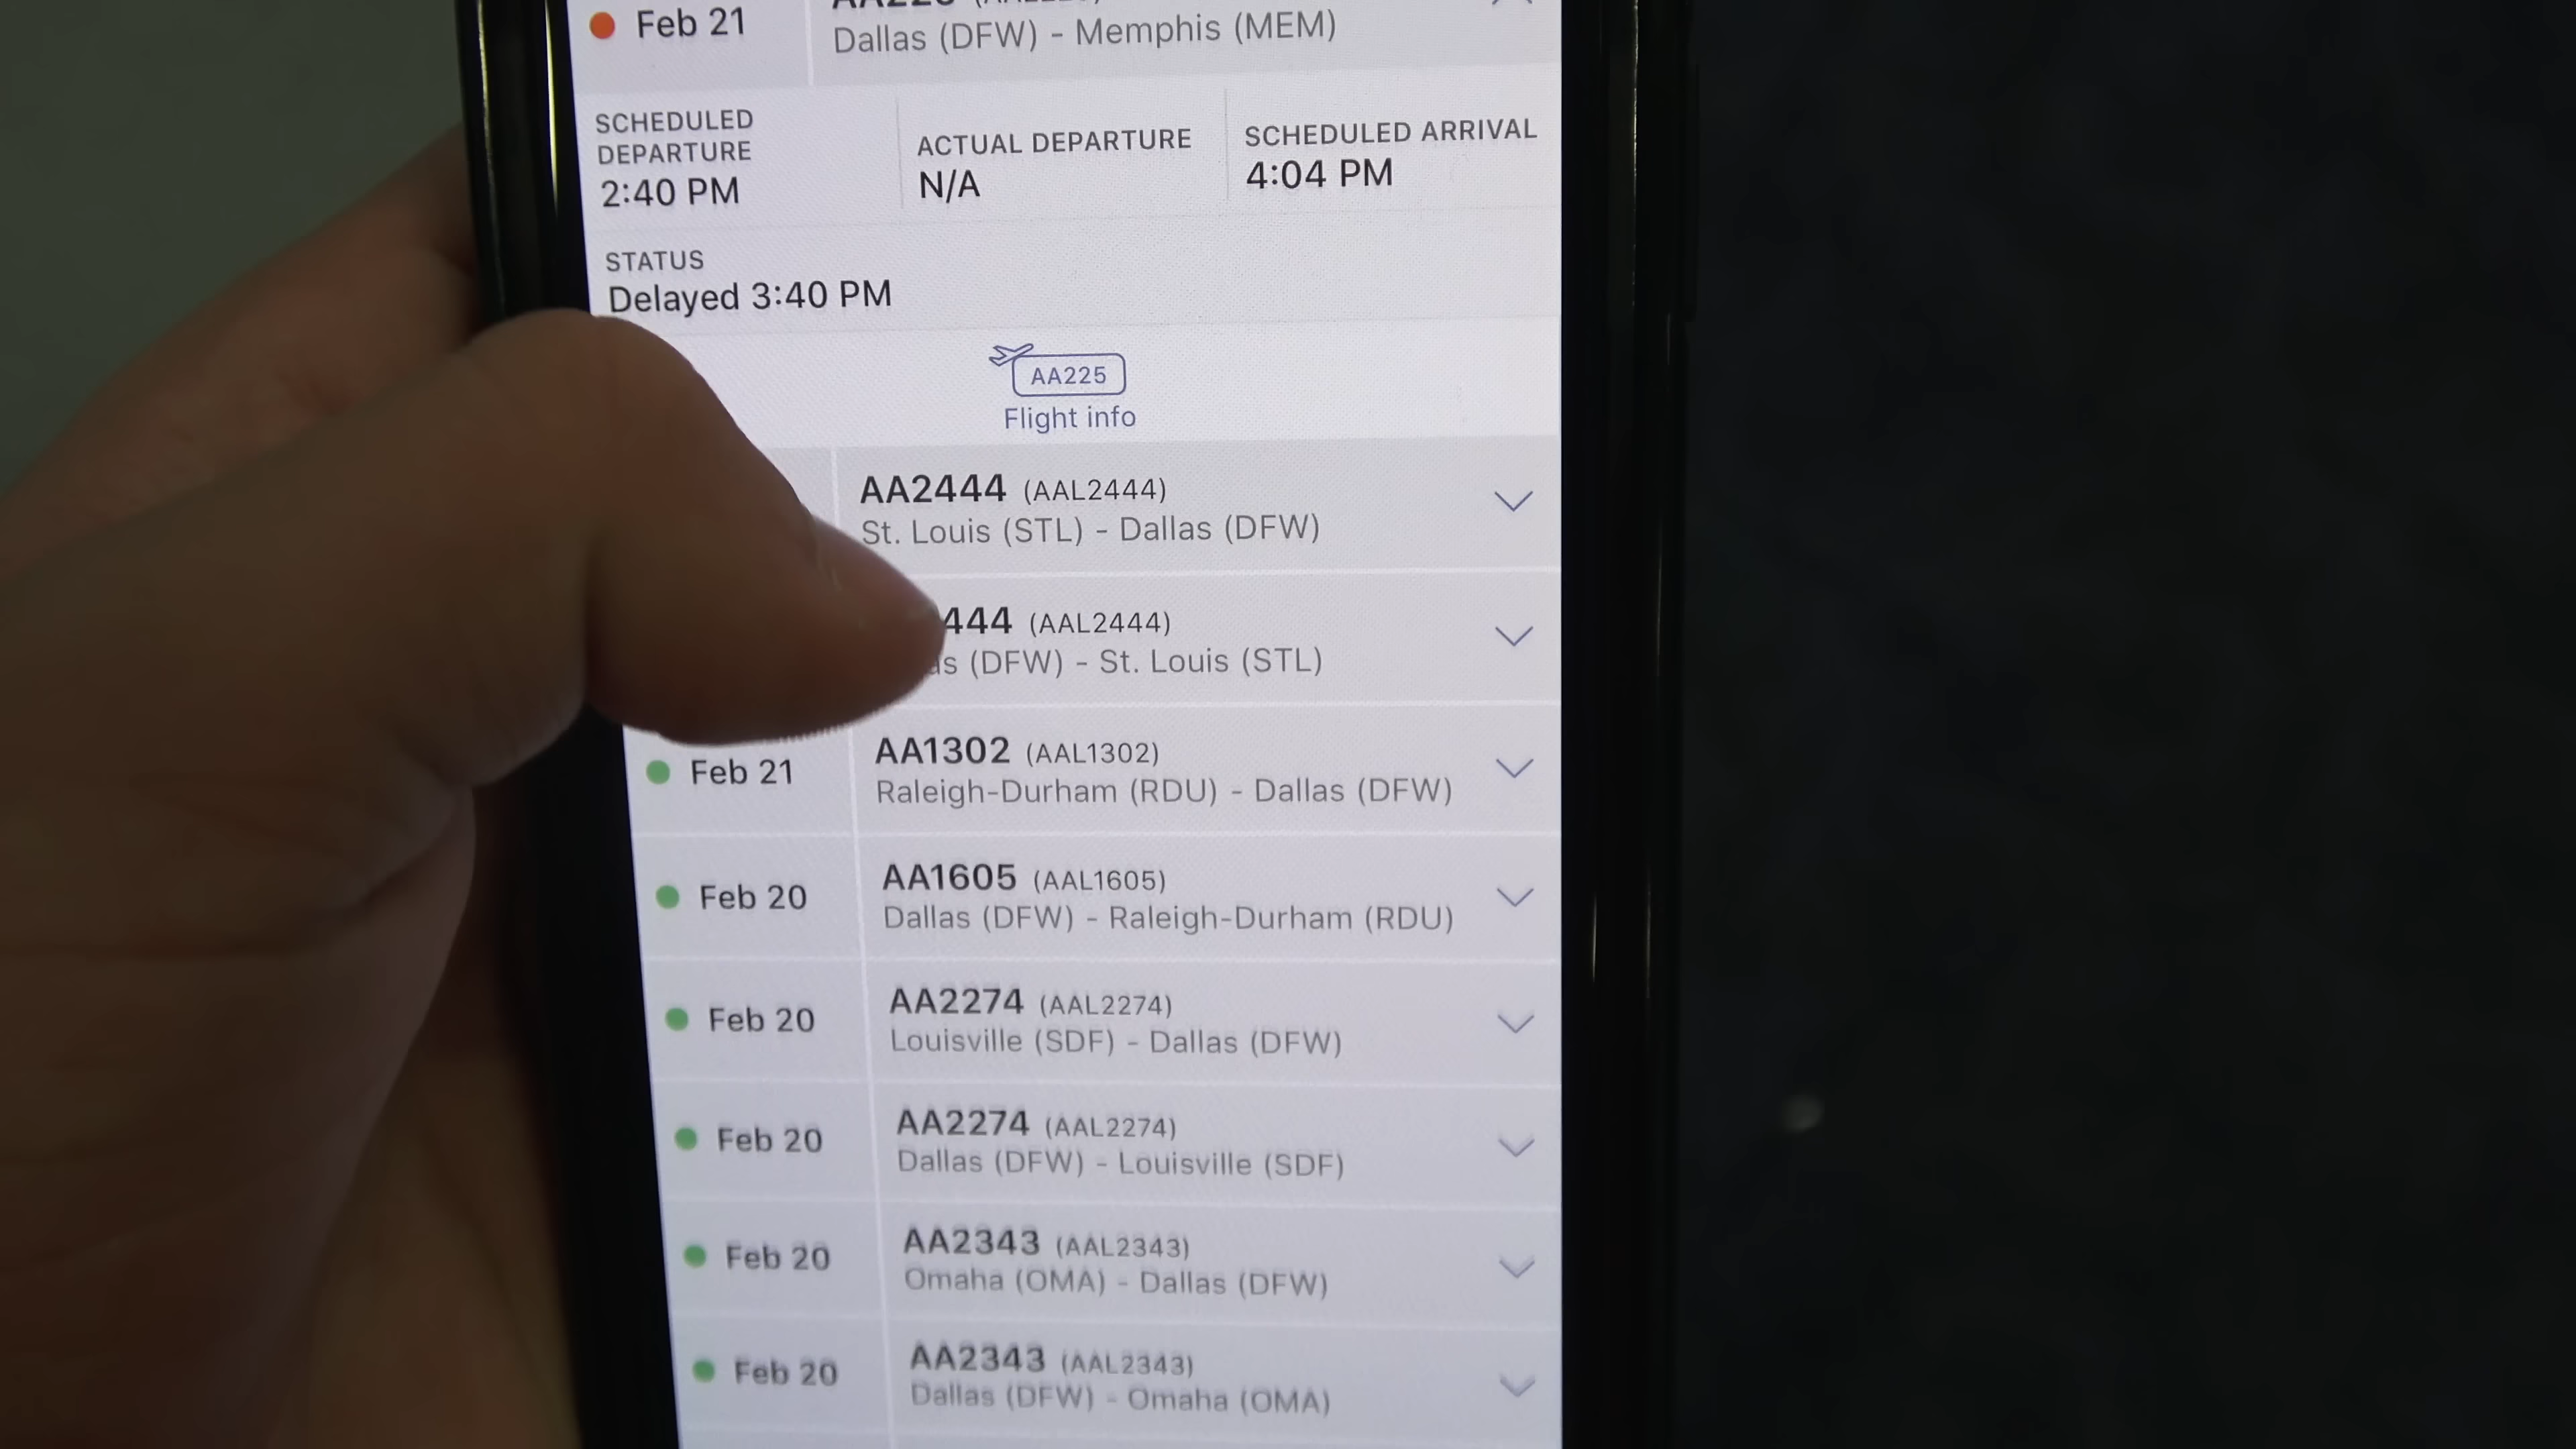 Feb 21
Dallas (DFW) - Memphis (MEM)
SCHEDULED
DEPARTURE
2:40 PM
ACTUAL DEPARTURE
N/A
SCHEDULED ARRIVAL
4:04 PM
STATUS
Delayed 3:40 PM
AA225
Flight info
AA2444 (AAL2444)
St. Louis (STL) - Dallas (DFW)
444 (AAL2444)
(DFW) - St. Louis (STL)
Feb 21
AA1302 (AAL1302)
Raleigh-Durham (RDU) - Dallas (DFW)
Feb 20
AA1605 (AAL1605)
Dallas (DFW) - Raleigh-Durham (RDU)
Feb 20
AA2274 (AAL2274)
Louisville (SDF) - Dallas (DFW)
Feb 20
AA2274 (AAL2274)
Dallas (DFW) - Louisville (SDF)
Feb 20
AA2343 (AAL2343)
Omaha (OMA) - Dallas (DFW)
Feb 20
AA2343 (AAL2343)
Dallas (DFW) - Omaha (OMA)